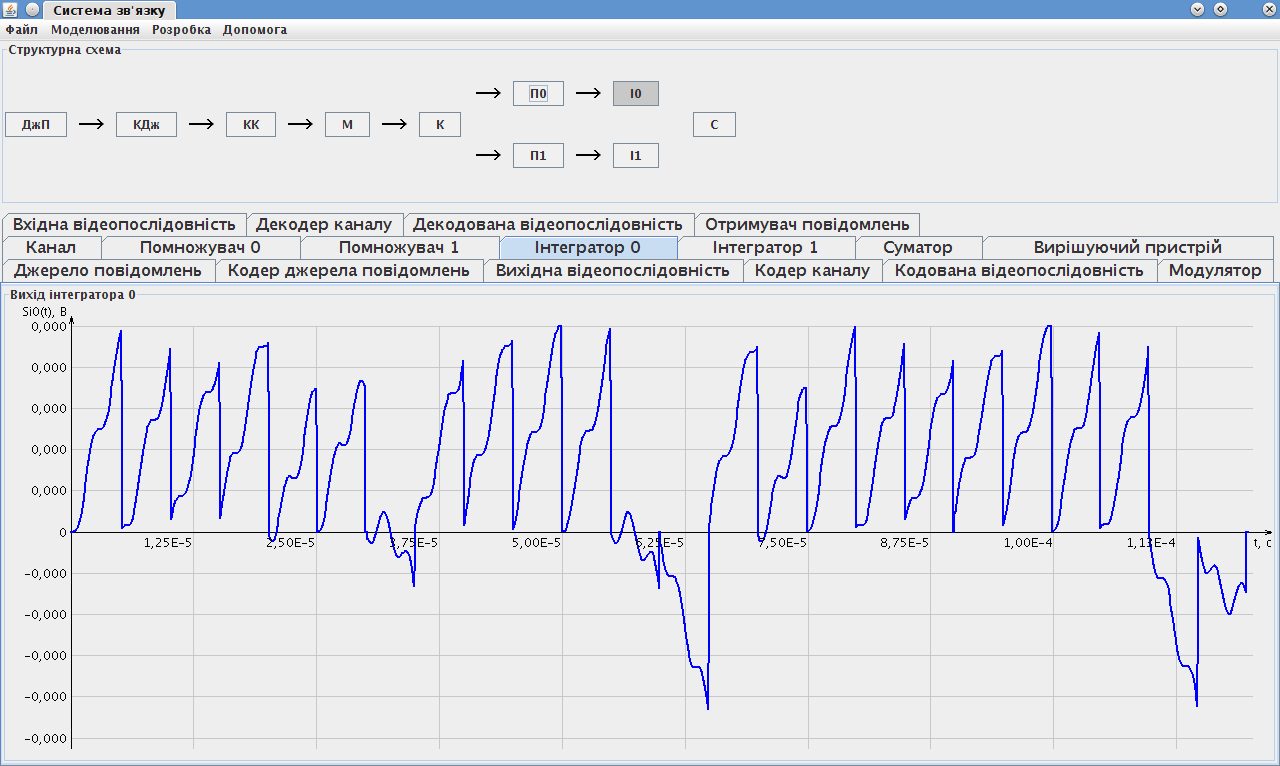 Система зв'язку
Файл Моделювання Розробка Допомога
Структурна схема
П0 І0
ДжП КДж КК М К С
П1 І1
Вхідна відеопослідовність Декодер каналу Декодована відеопослідовність Отримувач повідомлень
Канал Помножувач 0 Помножувач 1 Інтегратор 0 Інтегратор 1 Суматор Вирішуючий пристрій
Джерело повідомлень Кодер джерела повідомлень Вихідна відеопослідовність Кодер каналу Кодована відеопослідовність Модулятор
Вихід інтегратора 0
Si0(t), В
0,000
0,000
0,000
0,000
0,000
0
1,25E-5 2,50E-5 3,75E-5 5,00E-5 6,25E-5 7,50E-5 8,75E-5 1,00E-4 1,13E-4 t, с
-0,000
-0,000
-0,000
-0,000
-0,000